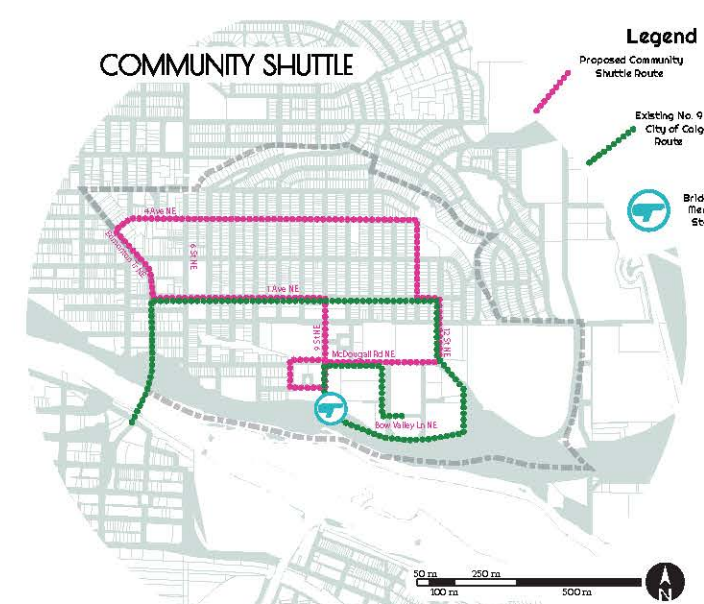 COMMUNITY SHUTTLE
Legend
Proposed Community
Shuttle Route
Existing No. 9
City of Calg
Route
Brid
Me
St
4 Ave NE
Edmonton Tr NE
6 St NE
1 Ave NE
9 St NE
12 St NE
McDougall Rd NE
Bow Valley Ln NE
50 m
250 m
100 m
500 m
N